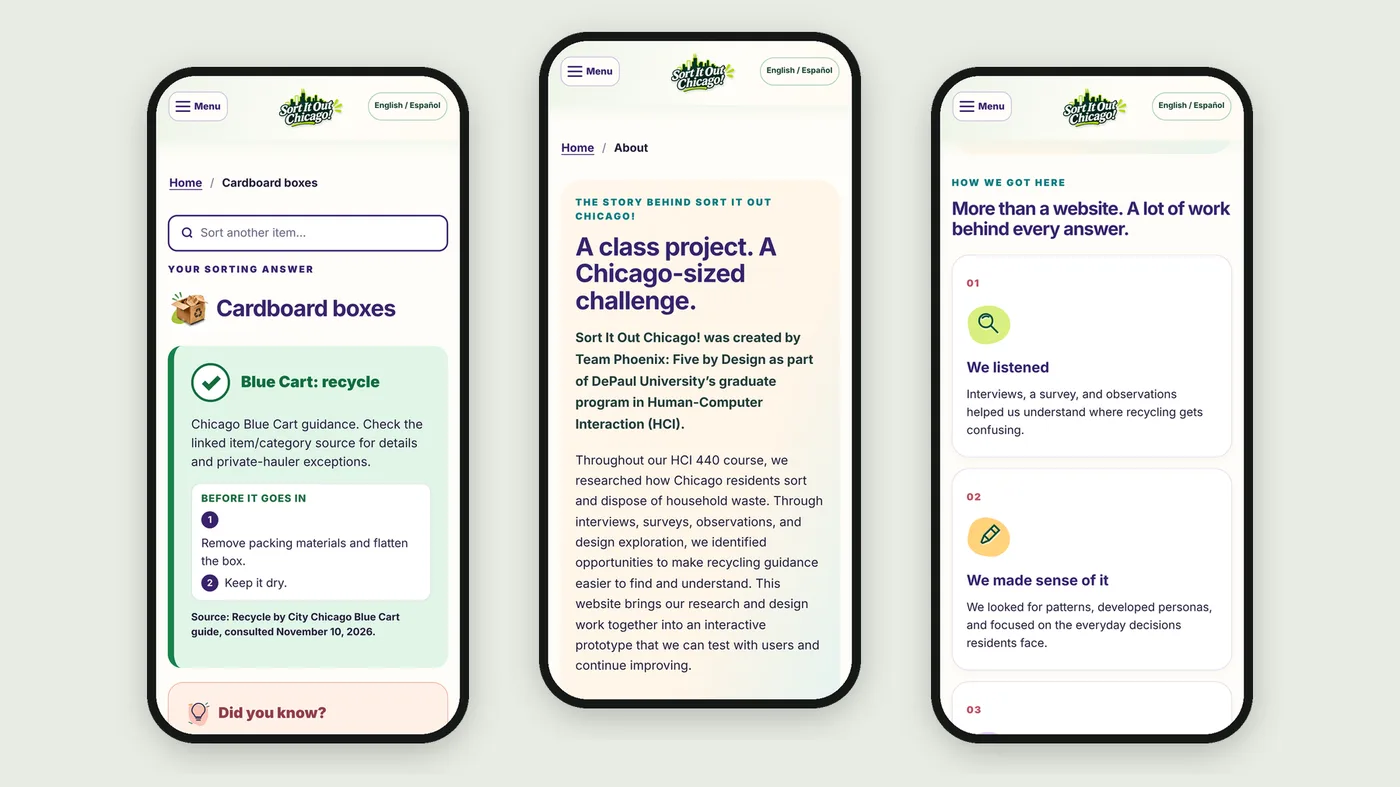 Menu
Sort It Out
Chicago!
English / Español
Home / Cardboard boxes
Sort another item...
YOUR SORTING ANSWER
Cardboard boxes
Blue Cart: recycle
Chicago Blue Cart guidance. Check the
linked item/category source for details
and private-hauler exceptions.
BEFORE IT GOES IN
1
Remove packing materials and flatten
the box.
2 Keep it dry.
Source: Recycle by City Chicago Blue Cart
guide, consulted November 10, 2026.
Did you know?
Menu
Sort It Out
Chicago!
English / Español
Home / About
THE STORY BEHIND SORT IT OUT
CHICAGO!
A class project. A
Chicago-sized
challenge.
Sort It Out Chicago! was created by
Team Phoenix: Five by Design as part
of DePaul University’s graduate
program in Human-Computer
Interaction (HCI).
Throughout our HCI 440 course, we
researched how Chicago residents sort
and dispose of household waste. Through
interviews, surveys, observations, and
design exploration, we identified
opportunities to make recycling guidance
easier to find and understand. This
website brings our research and design
work together into an interactive
prototype that we can test with users and
continue improving.
Menu
Sort It Out
Chicago!
English / Español
HOW WE GOT HERE
More than a website. A lot of work
behind every answer.
01
We listened
Interviews, a survey, and observations
helped us understand where recycling gets
confusing.
02
We made sense of it
We looked for patterns, developed personas,
and focused on the everyday decisions
residents face.
03